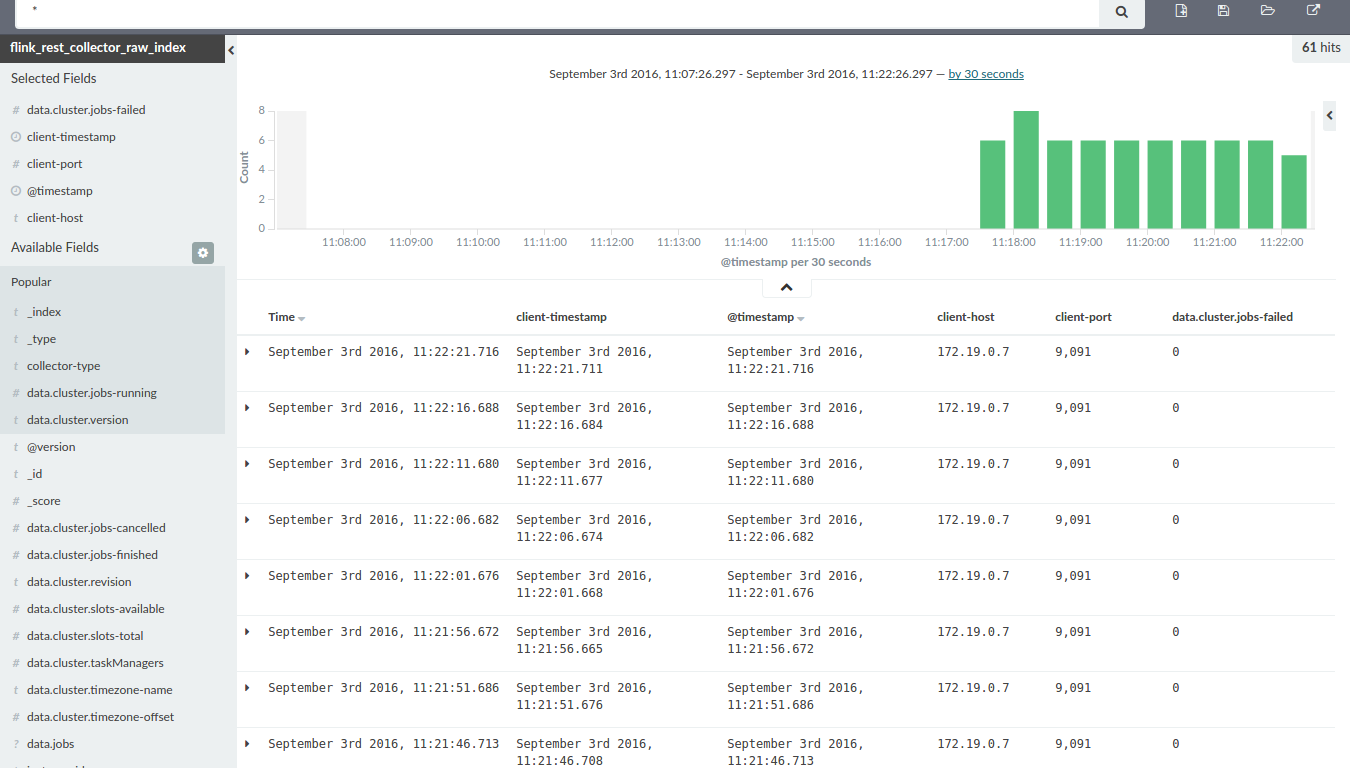 *
flink_rest_collector_raw_index
61 hits
Selected Fields
# data.cluster.jobs-failed
client-timestamp
# client-port
@timestamp
t client-host
Available Fields
Popular
t _index
t _type
t collector-type
# data.cluster.jobs-running
t data.cluster.version
t @version
t _id
# _score
# data.cluster.jobs-cancelled
# data.cluster.jobs-finished
t data.cluster.revision
# data.cluster.slots-available
# data.cluster.slots-total
# data.cluster.taskManagers
t data.cluster.timezone-name
# data.cluster.timezone-offset
? data.jobs
September 3rd 2016, 11:07:26.297 - September 3rd 2016, 11:22:26.297 — by 30 seconds
Count
8
6
4
2
0
11:08:00 11:09:00 11:10:00 11:11:00 11:12:00 11:13:00 11:14:00 11:15:00 11:16:00 11:17:00 11:18:00 11:19:00 11:20:00 11:21:00 11:22:00
@timestamp per 30 seconds
Time client-timestamp @timestamp client-host client-port data.cluster.jobs-failed
September 3rd 2016, 11:22:21.716 September 3rd 2016, September 3rd 2016, 172.19.0.7 9,091 0
11:22:21.711 11:22:21.716
September 3rd 2016, 11:22:16.688 September 3rd 2016, September 3rd 2016, 172.19.0.7 9,091 0
11:22:16.684 11:22:16.688
September 3rd 2016, 11:22:11.680 September 3rd 2016, September 3rd 2016, 172.19.0.7 9,091 0
11:22:11.677 11:22:11.680
September 3rd 2016, 11:22:06.682 September 3rd 2016, September 3rd 2016, 172.19.0.7 9,091 0
11:22:06.674 11:22:06.682
September 3rd 2016, 11:22:01.676 September 3rd 2016, September 3rd 2016, 172.19.0.7 9,091 0
11:22:01.668 11:22:01.676
September 3rd 2016, 11:21:56.672 September 3rd 2016, September 3rd 2016, 172.19.0.7 9,091 0
11:21:56.665 11:21:56.672
September 3rd 2016, 11:21:51.686 September 3rd 2016, September 3rd 2016, 172.19.0.7 9,091 0
11:21:51.676 11:21:51.686
September 3rd 2016, 11:21:46.713 September 3rd 2016, September 3rd 2016, 172.19.0.7 9,091 0
11:21:46.708 11:21:46.713